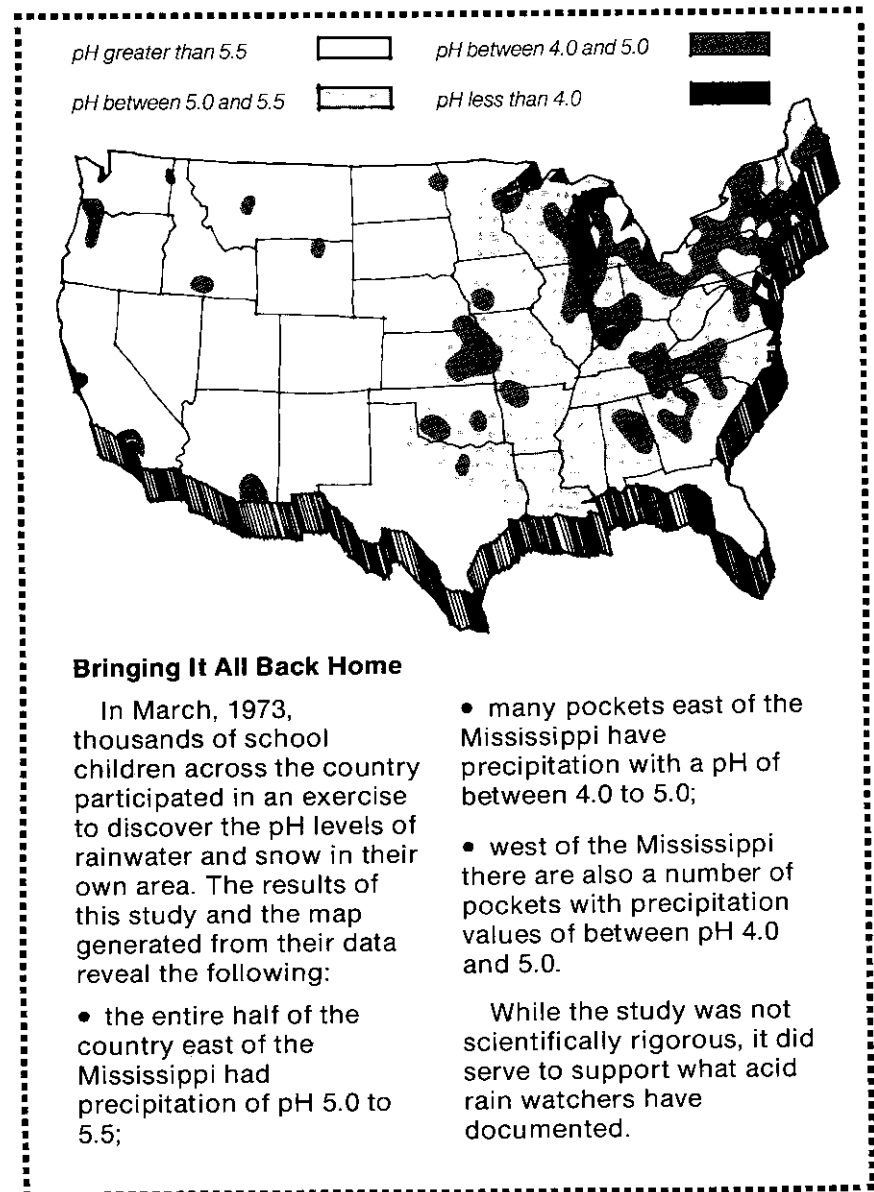 pH greater than 5.5
pH between 4.0 and 5.0
pH between 5.0 and 5.5
pH less than 4.0
Bringing It All Back Home
In March, 1973,
thousands of school
children across the country
participated in an exercise
to discover the pH levels of
rainwater and snow in their
own area. The results of
this study and the map
generated from their data
reveal the following:
• the entire half of the
country east of the
Mississippi had
precipitation of pH 5.0 to
5.5;
• many pockets east of the
Mississippi have
precipitation with a pH of
between 4.0 to 5.0;
• west of the Mississippi
there are also a number of
pockets with precipitation
values of between pH 4.0
and 5.0.
While the study was not
scientifically rigorous, it did
serve to support what acid
rain watchers have
documented.